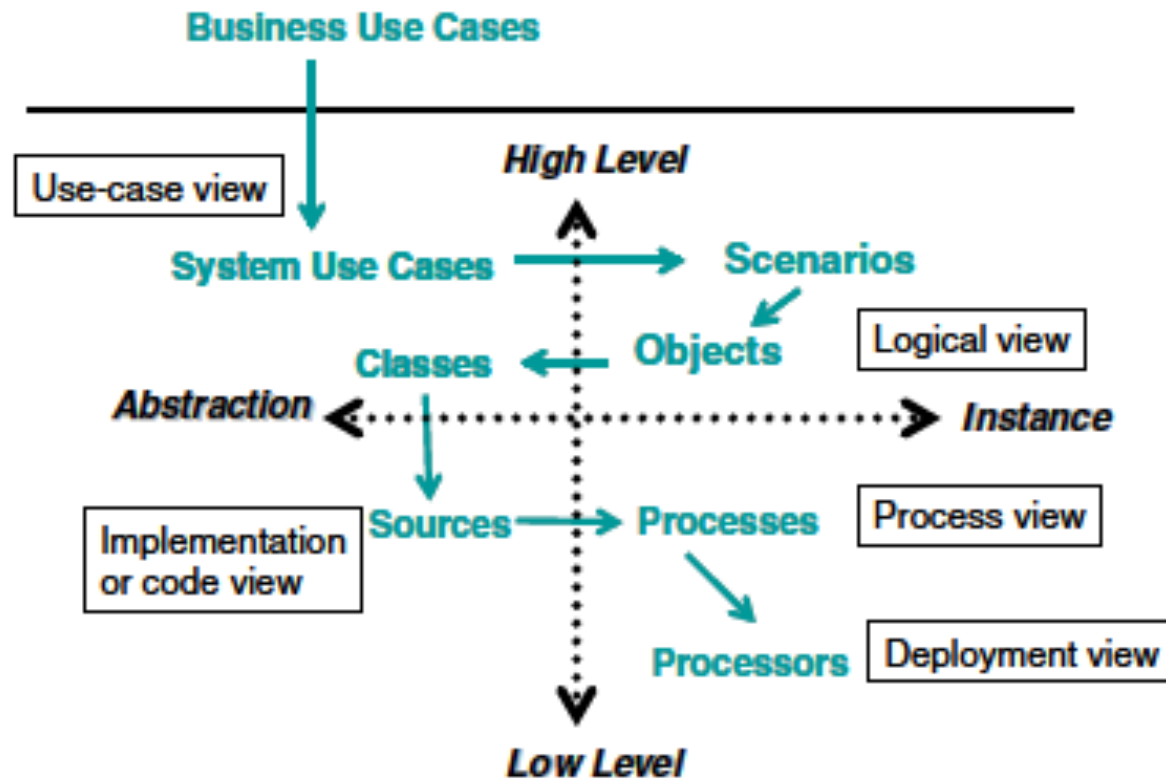 Business Use Cases
High Level
Use-case view
System Use Cases
Scenarios
Classes
Objects
Logical view
Abstraction
Instance
Sources
Processes
Process view
Implementation
or code view
Processors
Deployment view
Low Level